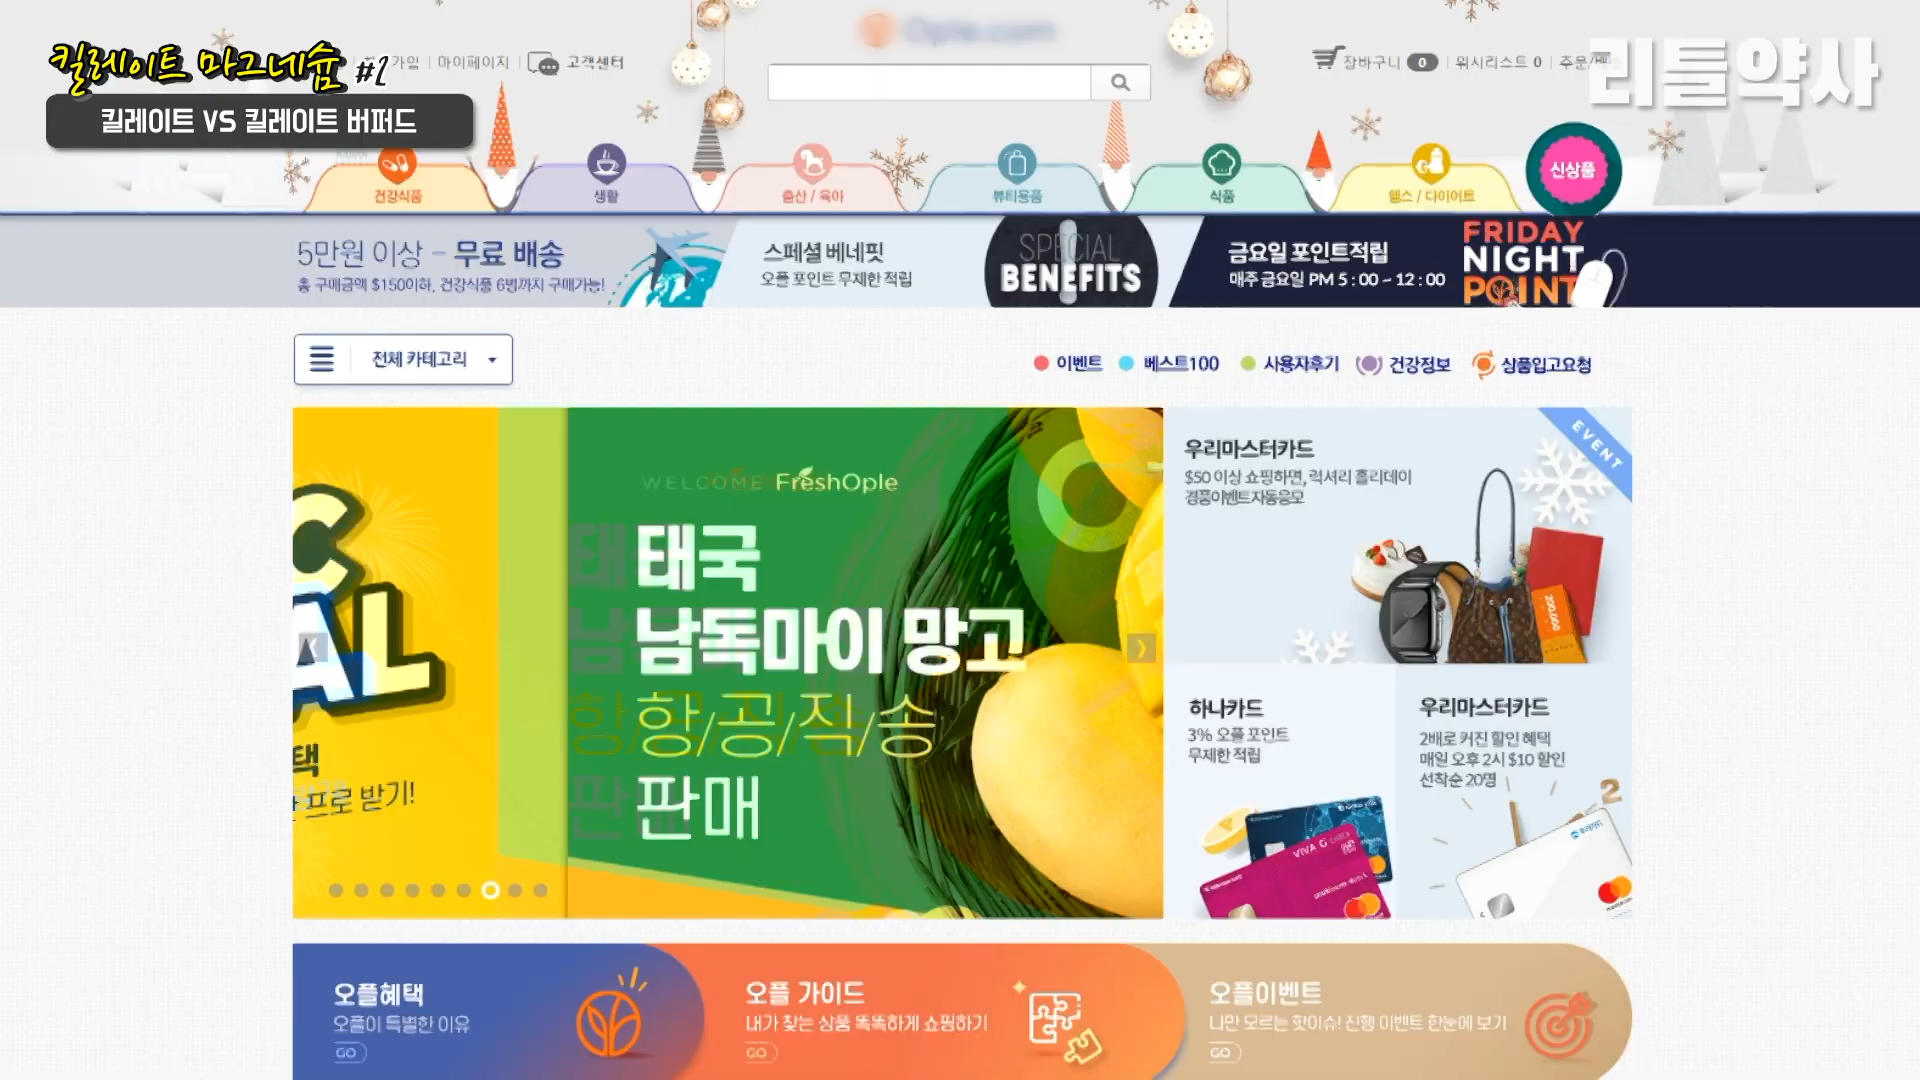 킬레이트 마그네슘 #2
킬레이트 VS 킬레이트 버퍼드
가입
마이페이지
고객센터
장바구니 0
위시리스트 0
주문/배
리틀약사
Ople.com
건강식품
생활
출산 / 육아
뷰티용품
식품
헬스 / 다이어트
신상품
5만원 이상 - 무료 배송
총 구매금액 $150이하, 건강식품 6병까지 구매가능!
스페셜 베네핏
오플 포인트 무제한 적립
SPECIAL
BENEFITS
금요일 포인트적립
매주 금요일 PM 5 : 00 ~ 12 : 00
FRIDAY
NIGHT
POINT
전체 카테고리
이벤트
베스트100
사용자후기
건강정보
상품입고요청
C
AL
택
프로 받기!
WELCOME FreshOple
태국
남독마이 망고
항/공/직/송
판매
우리마스터카드
$50 이상 쇼핑하면, 럭셔리 홀리데이
경품이벤트 자동응모
EVENT
200,000
하나카드
3% 오플 포인트
무제한 적립
VIVA G
우리마스터카드
2배로 커진 할인 혜택
매일 오후 2시 $10 할인
선착순 20명
2
오플혜택
오플이 특별한 이유
GO
오플 가이드
내가 찾는 상품 똑똑하게 쇼핑하기
GO
오플이벤트
나만 모르는 핫이슈! 진행 이벤트 한눈에 보기
GO